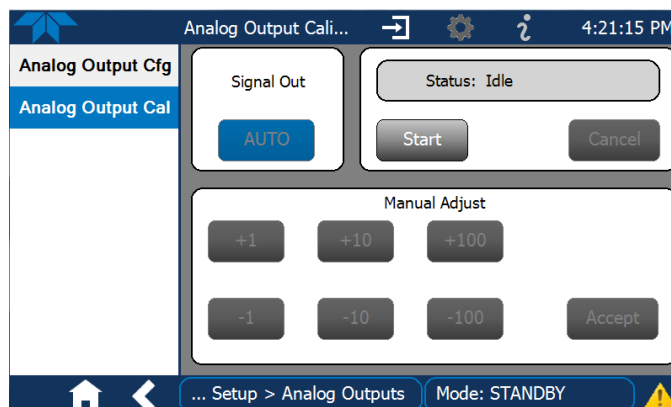 Analog Output Cali...
4:21:15 PM
Analog Output Cfg
Analog Output Cal
Signal Out
AUTO
Status: Idle
Start
Cancel
Manual Adjust
+1
+10
+100
-1
-10
-100
Accept
... Setup > Analog Outputs
Mode: STANDBY